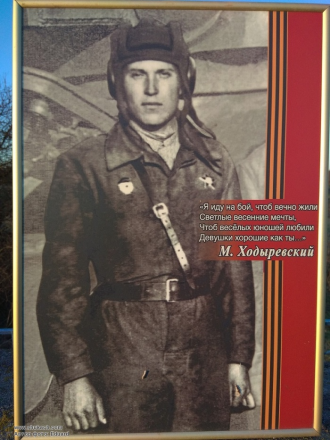 «Я иду на бой, чтоб вечно жили
Светлые весенние мечты,
Чтоб весёлых юношей любили
Девушки хорошие как ты...»
М. Ходыревский